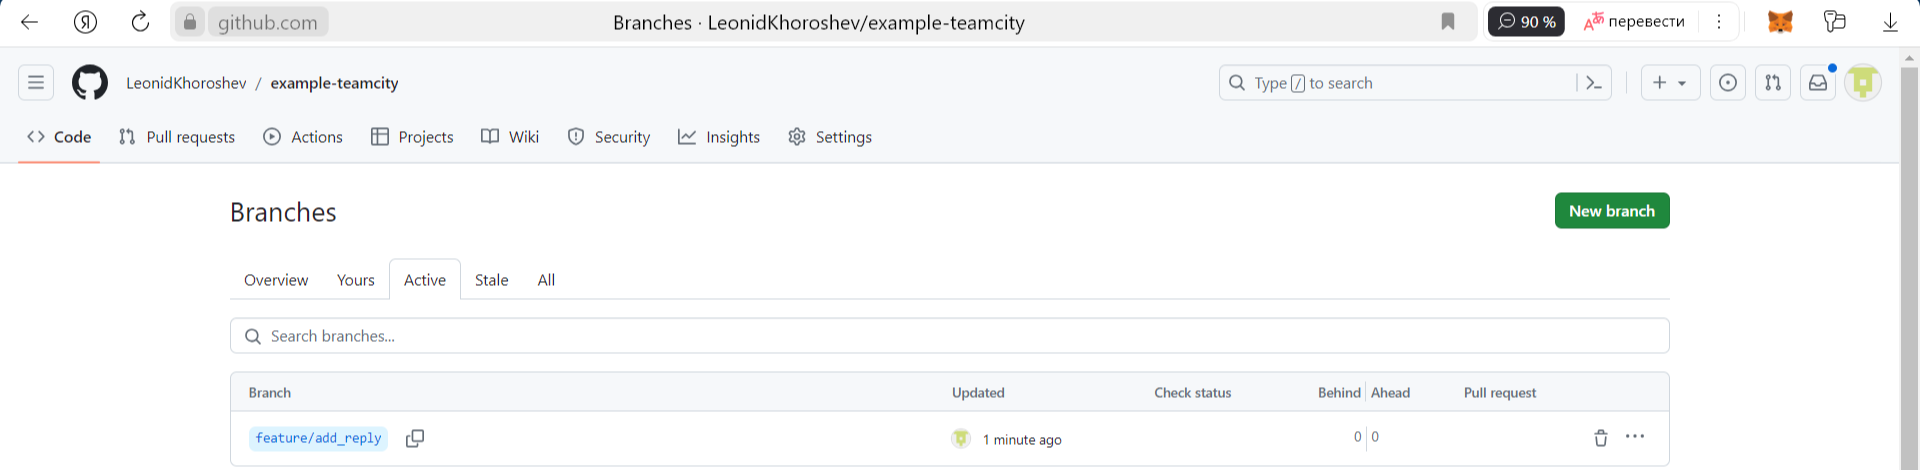 Я github.com Branches · LeonidKhoroshev/example-teamcity 90 % перевести
LeonidKhoroshev / example-teamcity Type / to search
Code Pull requests Actions Projects Wiki Security Insights Settings
Branches New branch
Overview Yours Active Stale All
Search branches...
Branch Updated Check status Behind Ahead Pull request
feature/add_reply 1 minute ago 0 0